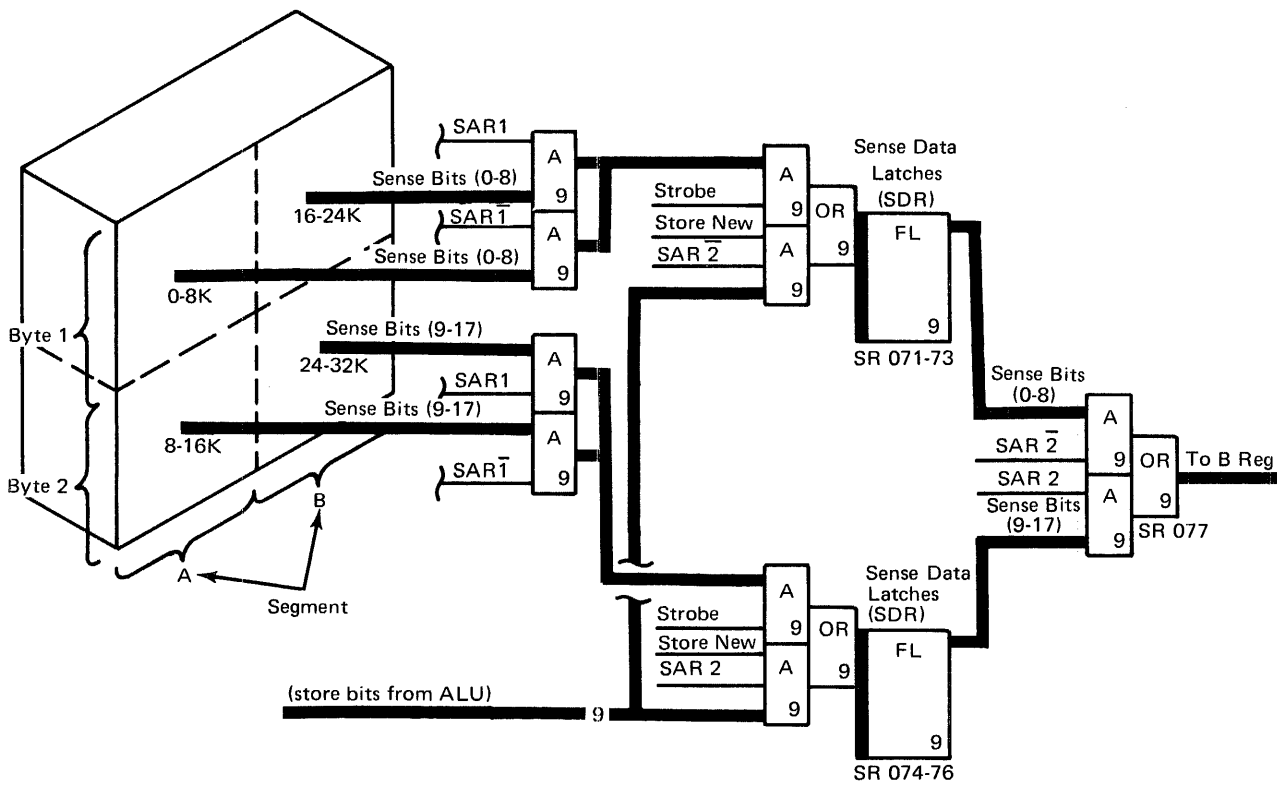 SAR1
A
9
Sense Bits (0-8)
16-24K
SAR1̅
A
9
Sense Bits (0-8)
0-8K
Byte 1
Sense Bits (9-17)
24-32K
A
9
SAR1
Sense Bits (9-17)
8-16K
A
9
SAR1̅
Byte 2
B
A
Segment
A
9
Strobe
Store New
SAR 2̅
A
9
OR
9
Sense Data
Latches
(SDR)
FL
9
SR 071-73
A
9
Strobe
Store New
SAR 2
A
9
OR
9
(store bits from ALU)
9
Sense Data
Latches
(SDR)
FL
9
SR 074-76
Sense Bits
(0-8)
A
9
SAR 2̅
SAR 2
Sense Bits
(9-17)
A
9
OR
9
SR 077
To B Reg